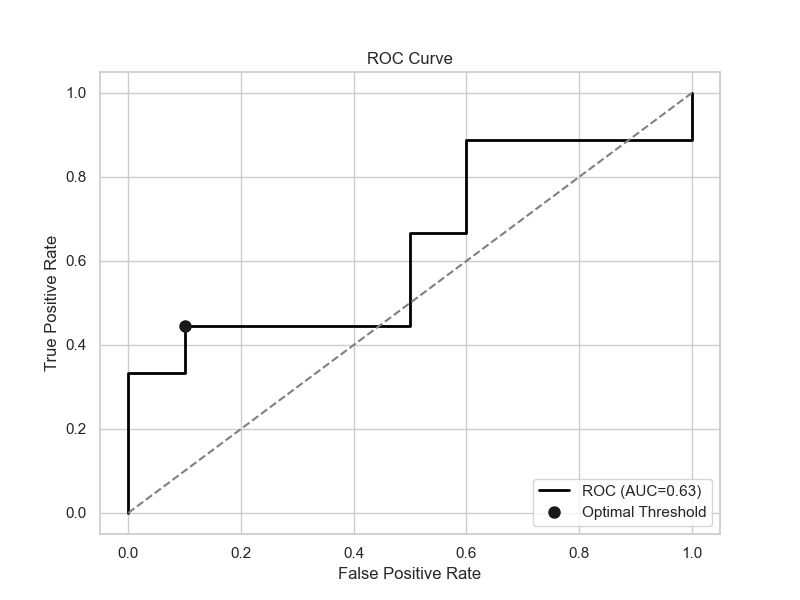 ROC Curve
True Positive Rate
1.0
0.8
0.6
0.4
0.2
0.0
ROC (AUC=0.63)
Optimal Threshold
0.0 0.2 0.4 0.6 0.8 1.0
False Positive Rate